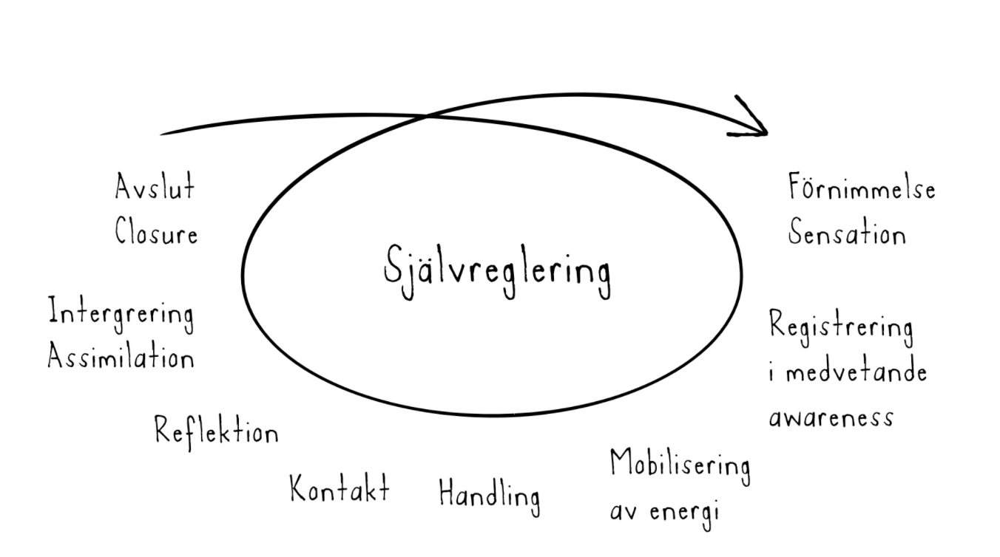 Avslut
Closure
Förnimmelse
Sensation
Självreglering
Intergrering
Assimilation
Registrering
i medvetande
awareness
Reflektion
Kontakt
Handling
Mobilisering
av energi